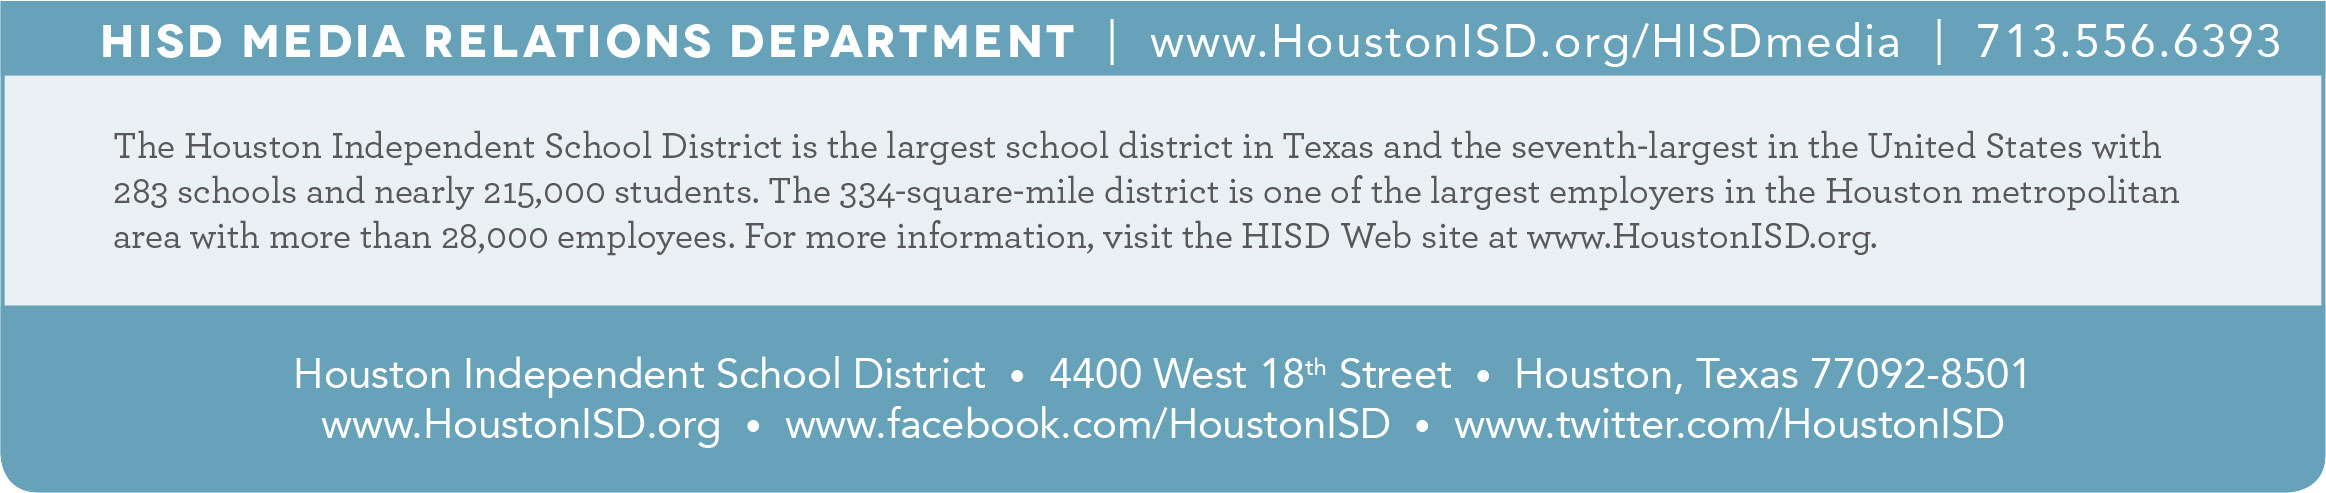 HISD MEDIA RELATIONS DEPARTMENT | www.HoustonISD.org/HISDmedia | 713.556.6393
The Houston Independent School District is the largest school district in Texas and the seventh-largest in the United States with
283 schools and nearly 215,000 students. The 334-square-mile district is one of the largest employers in the Houston metropolitan
area with more than 28,000 employees. For more information, visit the HISD Web site at www.HoustonISD.org.
Houston Independent School District • 4400 West 18th Street • Houston, Texas 77092-8501
www.HoustonISD.org • www.facebook.com/HoustonISD • www.twitter.com/HoustonISD